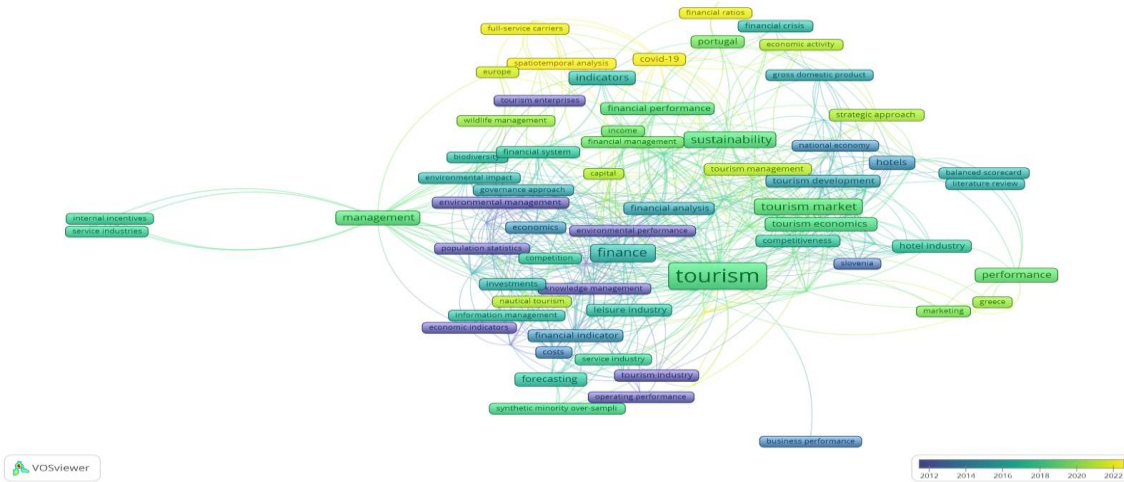 financial ratios
full-service carriers
financial crisis
portugal
economic activity
covid-19
spatiotemporal analysis
europe
indicators
gross domestic product
tourism enterprises
financial performance
strategic approach
wildlife management
income
financial management
sustainability
national economy
biodiversity
financial system
hotels
capital
tourism management
balanced scorecard
environmental impact
tourism development
literature review
governance approach
environmental management
financial analysis
tourism market
internal incentives
management
service industries
economics
environmental performance
tourism economics
population statistics
finance
competitiveness
hotel industry
competition
slovenia
tourism
performance
investments
knowledge management
nautical tourism
greece
information management
leisure industry
marketing
economic indicators
financial indicator
costs
service industry
forecasting
tourism industry
operating performance
synthetic minority over-sampli
business performance
VOSviewer
2012 2014 2016 2018 2020 2022